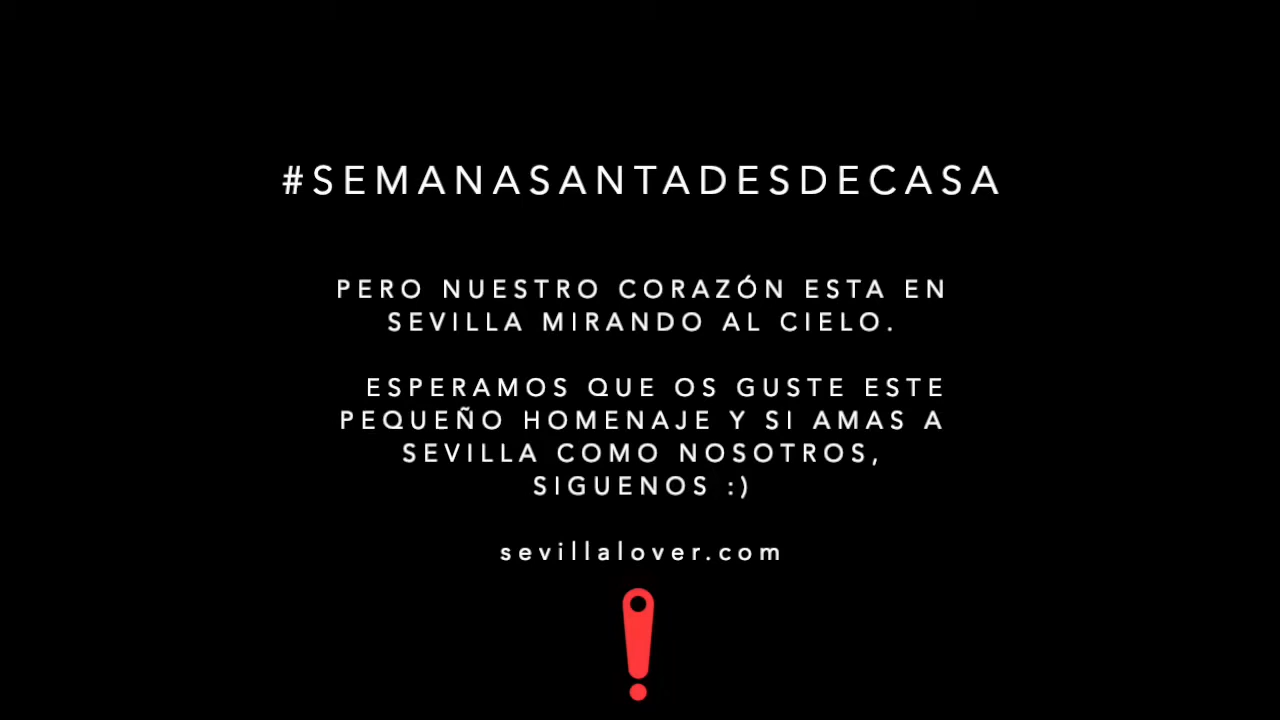 #SEMANASANTADESDECASA
PERO NUESTRO CORAZÓN ESTA EN
SEVILLA MIRANDO AL CIELO.
ESPERAMOS QUE OS GUSTE ESTE
PEQUEÑO HOMENAJE Y SI AMAS A
SEVILLA COMO NOSOTROS,
SIGUENOS :)
sevillalover.com